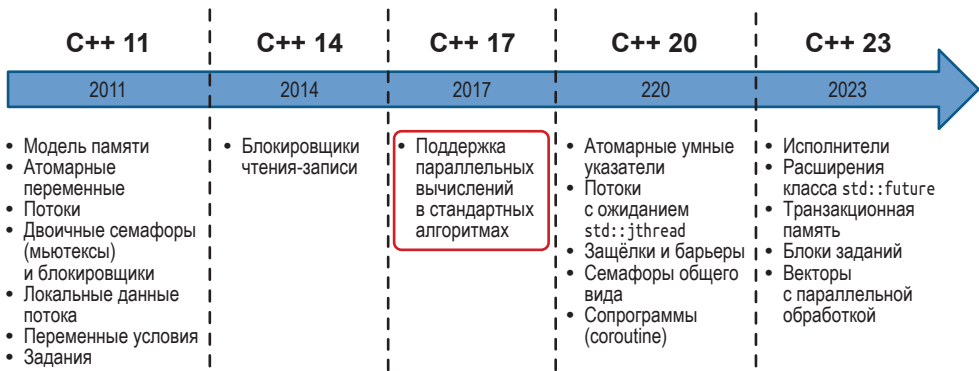 C++ 11
C++ 14
C++ 17
C++ 20
C++ 23
2011
2014
2017
220
2023
• Модель памяти
• Атомарные
переменные
• Потоки
• Двоичные семафоры
(мьютексы)
и блокировщики
• Локальные данные
потока
• Переменные условия
• Задания
• Блокировщики
чтения-записи
• Поддержка
параллельных
вычислений
в стандартных
алгоритмах
• Атомарные умные
указатели
• Потоки
с ожиданием
std::jthread
• Защёлки и барьеры
• Семафоры общего
вида
• Сопрограммы
(coroutine)
• Исполнители
• Расширения
класса std::future
• Транзакционная
память
• Блоки заданий
• Векторы
с параллельной
обработкой